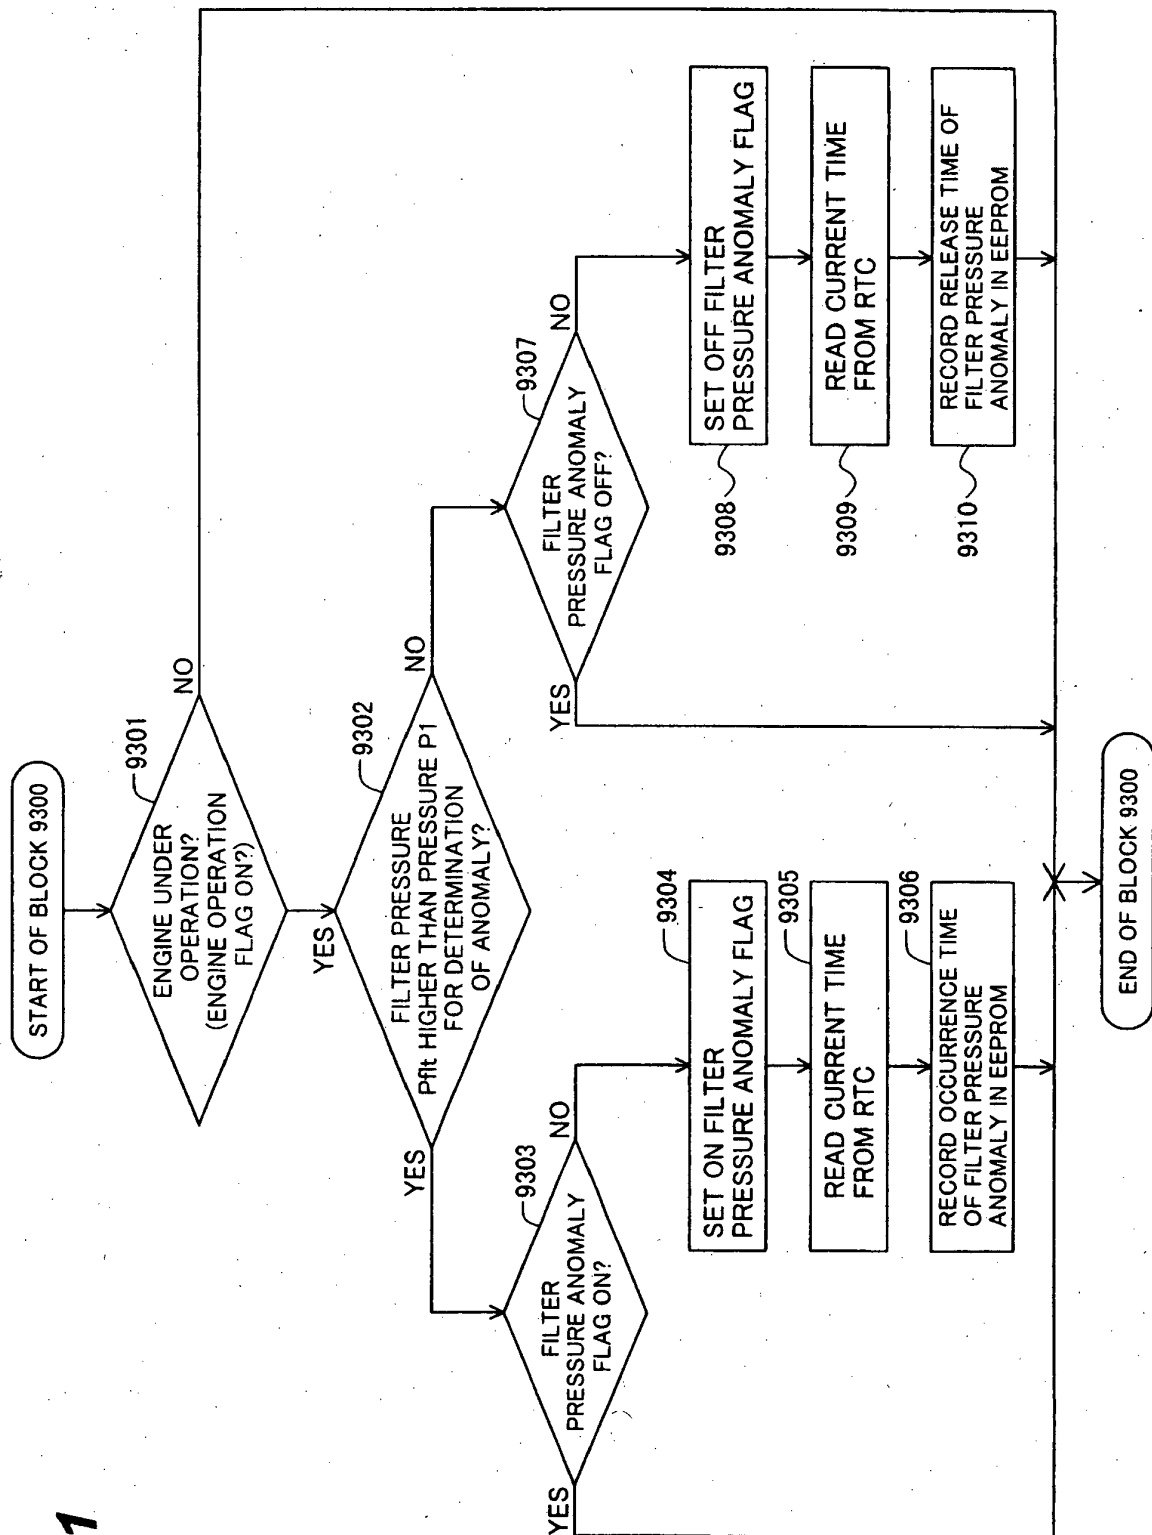 START OF BLOCK 9300
9301
ENGINE UNDER
OPERATION?
(ENGINE OPERATION
FLAG ON?)
NO
YES
9302
FILTER PRESSURE
Pflt HIGHER THAN PRESSURE P1
FOR DETERMINATION
OF ANOMALY?
YES
NO
9303
FILTER
PRESSURE ANOMALY
FLAG ON?
YES
NO
9304
SET ON FILTER
PRESSURE ANOMALY FLAG
9305
READ CURRENT TIME
FROM RTC
9306
RECORD OCCURRENCE TIME
OF FILTER PRESSURE
ANOMALY IN EEPROM
9307
FILTER
PRESSURE ANOMALY
FLAG OFF?
YES
NO
9308
SET OFF FILTER
PRESSURE ANOMALY FLAG
9309
READ CURRENT TIME
FROM RTC
9310
RECORD RELEASE TIME OF
FILTER PRESSURE
ANOMALY IN EEPROM
END OF BLOCK 9300
1